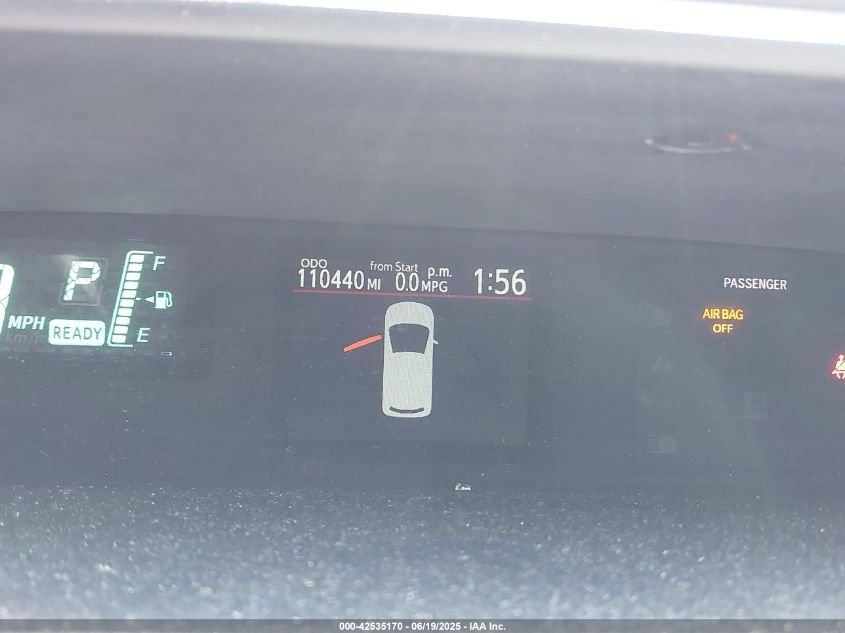 ODO from Start p.m.
110440 MI 0.0 MPG 1:56
P F
MPH READY E
km/h
PASSENGER
AIR BAG
OFF
000-42535170 - 06/19/2025 - IAA Inc.